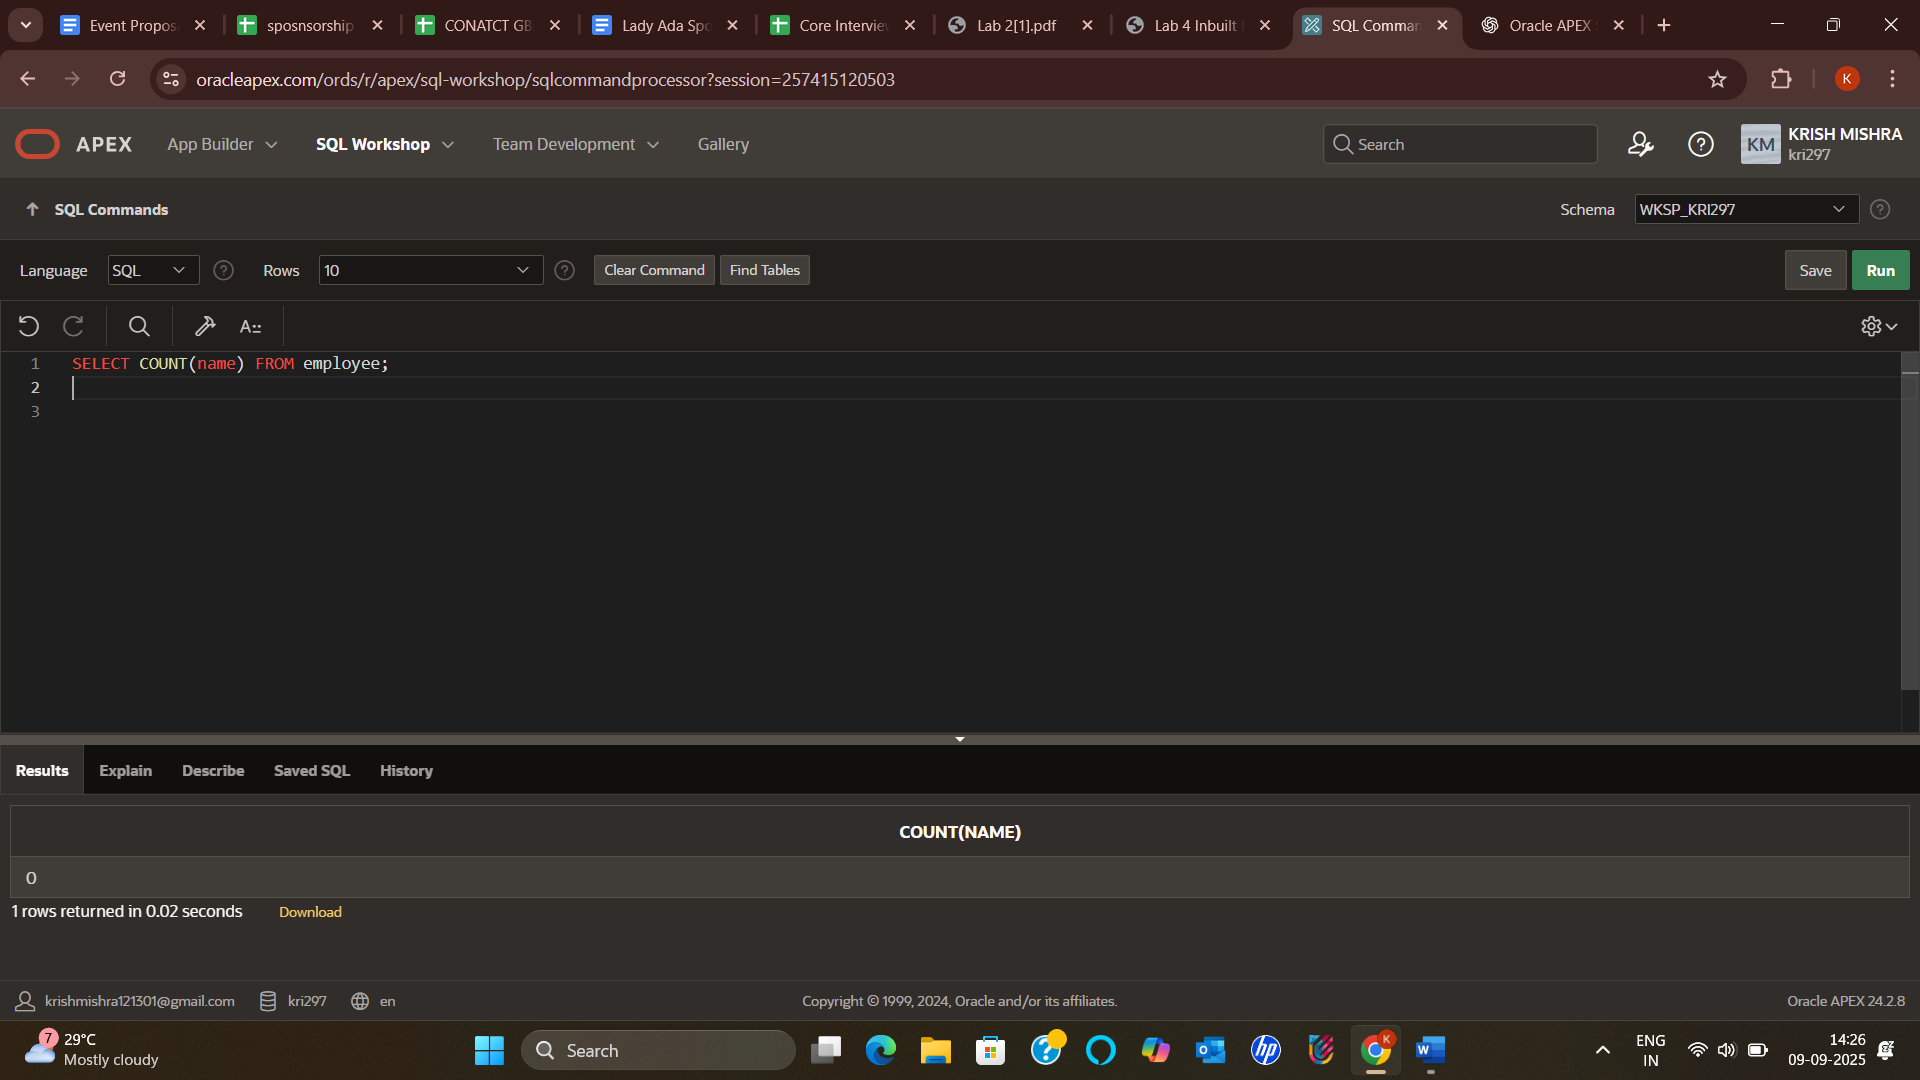 Event Propos
sposnsorship
CONATCT GB
Lady Ada Spo
Core Interview
Lab 2[1].pdf
Lab 4 Inbuilt
SQL Comman
Oracle APEX
oracleapex.com/ords/r/apex/sql-workshop/sqlcommandprocessor?session=257415120503
K
APEX
App Builder
SQL Workshop
Team Development
Gallery
Search
KM
KRISH MISHRA
kri297
SQL Commands
Schema
WKSP_KRI297
Language
SQL
Rows
10
Clear Command
Find Tables
Save
Run
A::
1 SELECT COUNT(name) FROM employee;
2
3
Results
Explain
Describe
Saved SQL
History
COUNT(NAME)
0
1 rows returned in 0.02 seconds
Download
krishmishra121301@gmail.com
kri297
en
Copyright © 1999, 2024, Oracle and/or its affiliates.
Oracle APEX 24.2.8
7
29°C
Mostly cloudy
Search
hp
K
W
ENG
IN
14:26
09-09-2025